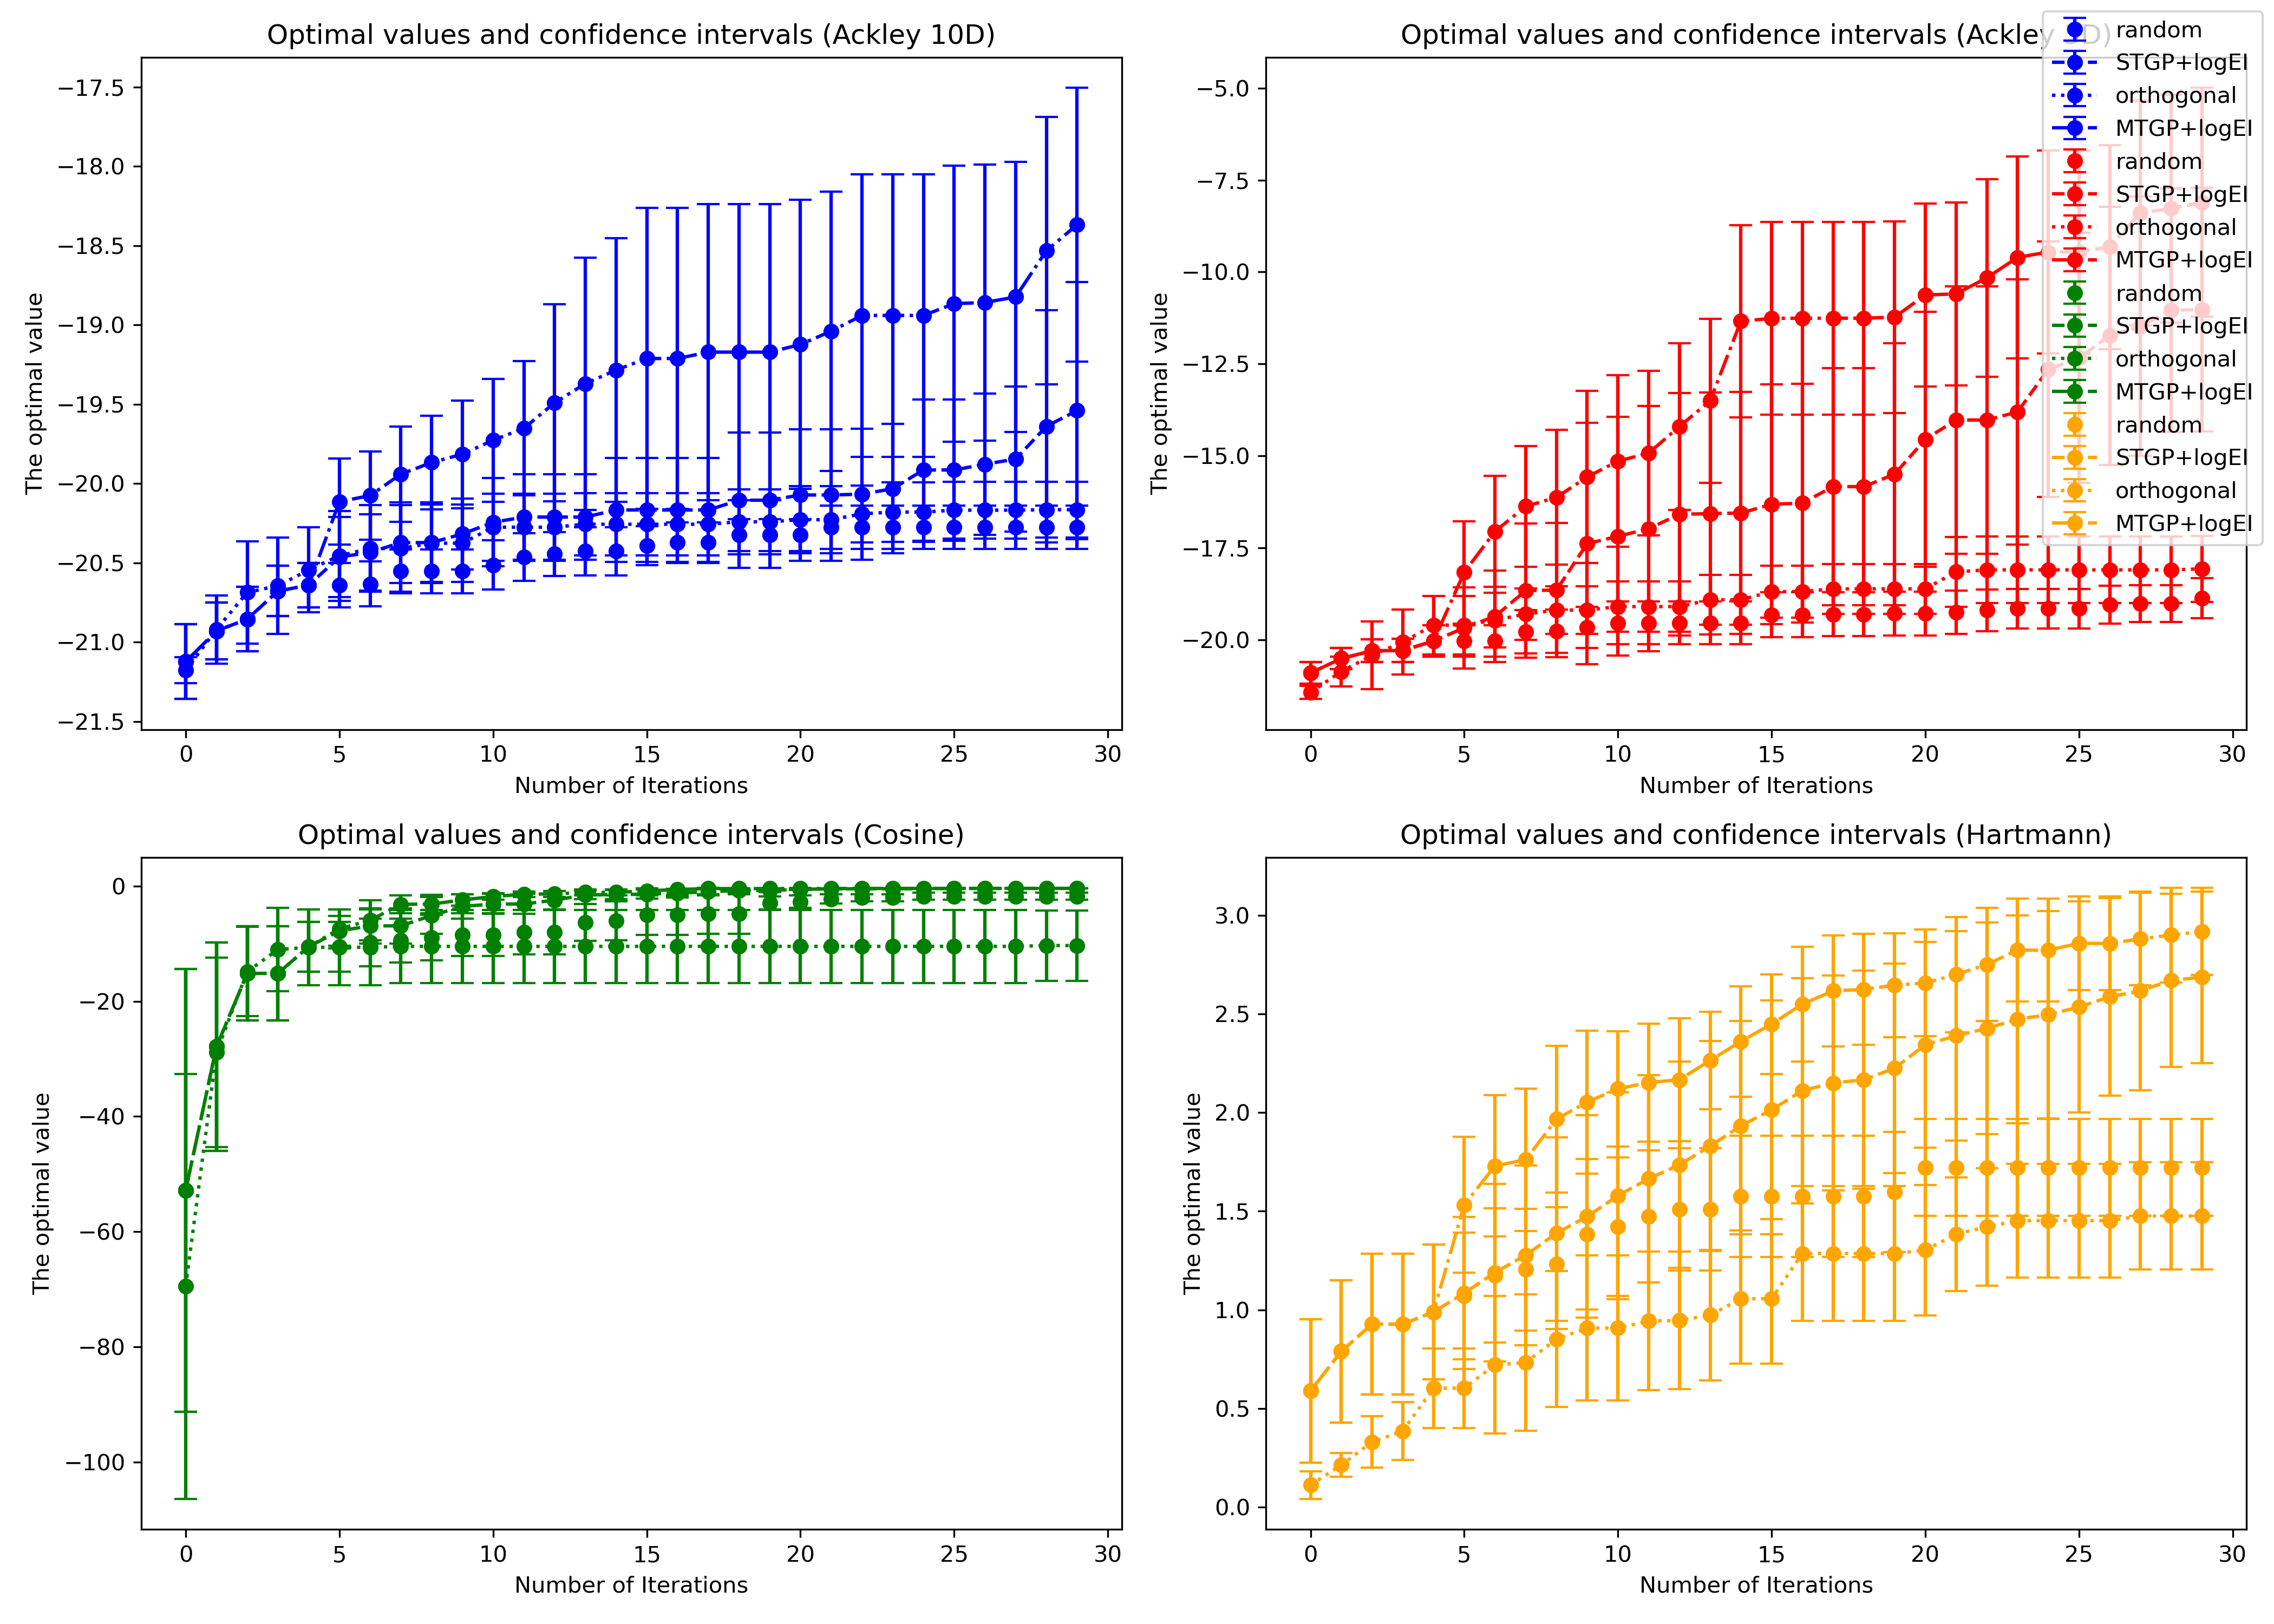 Optimal values and confidence intervals (Ackley 10D)
−17.5
−18.0
−18.5
−19.0
−19.5
−20.0
−20.5
−21.0
−21.5
The optimal value
0 5 10 15 20 25 30
Number of Iterations
Optimal values and confidence intervals (Ackley D)
−5.0
−7.5
−10.0
−12.5
−15.0
−17.5
−20.0
The optimal value
0 5 10 15 20 25 30
Number of Iterations
random
STGP+logEI
orthogonal
MTGP+logEI
random
STGP+logEI
orthogonal
MTGP+logEI
random
STGP+logEI
orthogonal
MTGP+logEI
random
STGP+logEI
orthogonal
MTGP+logEI
Optimal values and confidence intervals (Cosine)
0
−20
−40
−60
−80
−100
The optimal value
0 5 10 15 20 25 30
Number of Iterations
Optimal values and confidence intervals (Hartmann)
3.0
2.5
2.0
1.5
1.0
0.5
0.0
The optimal value
0 5 10 15 20 25 30
Number of Iterations